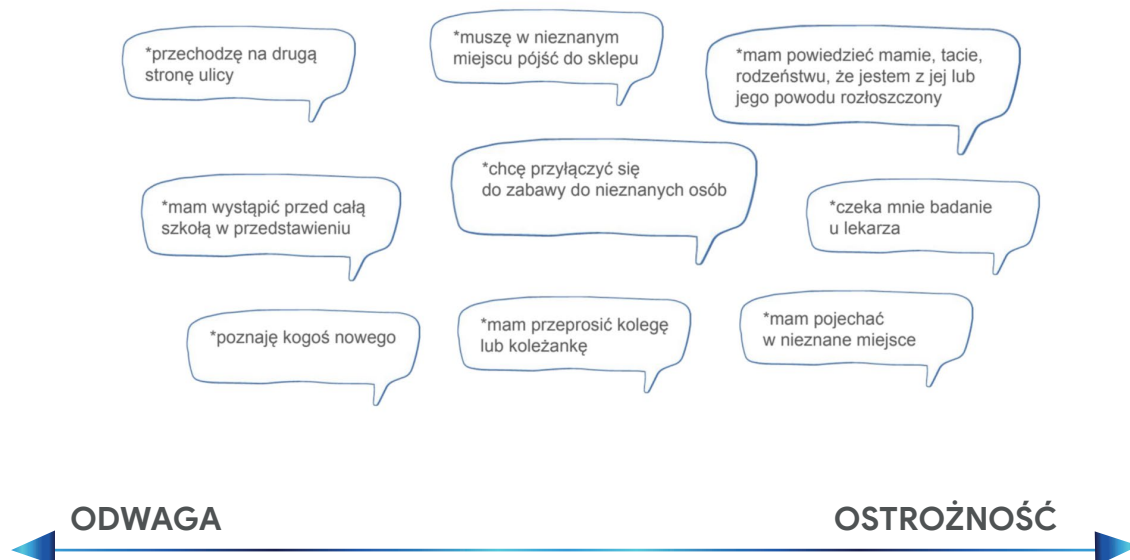 *przechodzę na drugą
stronę ulicy
*muszę w nieznanym
miejscu pójść do sklepu
*mam powiedzieć mamie, tacie,
rodzeństwu, że jestem z jej lub
jego powodu rozłoszczony
*mam wystąpić przed całą
szkołą w przedstawieniu
*chcę przyłączyć się
do zabawy do nieznanych osób
*czeka mnie badanie
u lekarza
*poznaję kogoś nowego
*mam przeprosić kolegę
lub koleżankę
*mam pojechać
w nieznane miejsce
ODWAGA
OSTROŻNOŚĆ